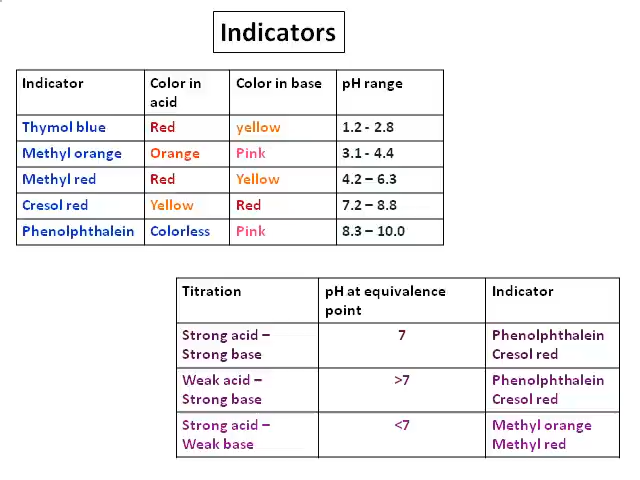 Indicators
Indicator Color in acid Color in base pH range
Thymol blue Red yellow 1.2 - 2.8
Methyl orange Orange Pink 3.1 - 4.4
Methyl red Red Yellow 4.2 – 6.3
Cresol red Yellow Red 7.2 – 8.8
Phenolphthalein Colorless Pink 8.3 – 10.0
Titration pH at equivalence point Indicator
Strong acid – Strong base 7 Phenolphthalein Cresol red
Weak acid – Strong base >7 Phenolphthalein Cresol red
Strong acid – Weak base <7 Methyl orange Methyl red